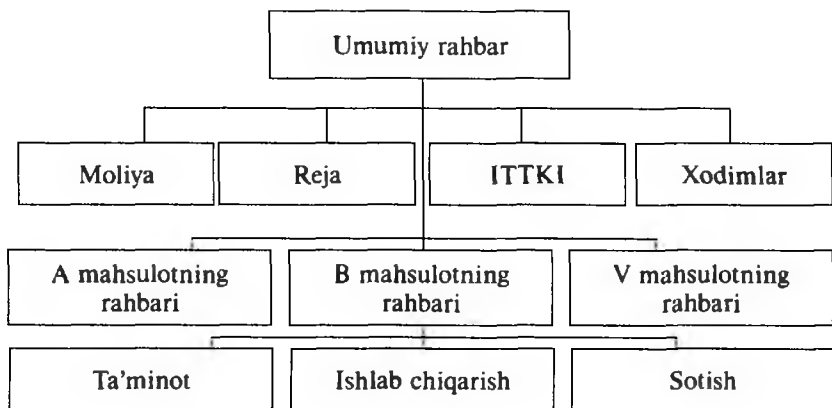 Umumiy rahbar
Moliya
Reja
ITTKI
Xodimlar
A mahsulotning
rahbari
B mahsulotning
rahbari
V mahsulotning
rahbari
Ta'minot
Ishlab chiqarish
Sotish